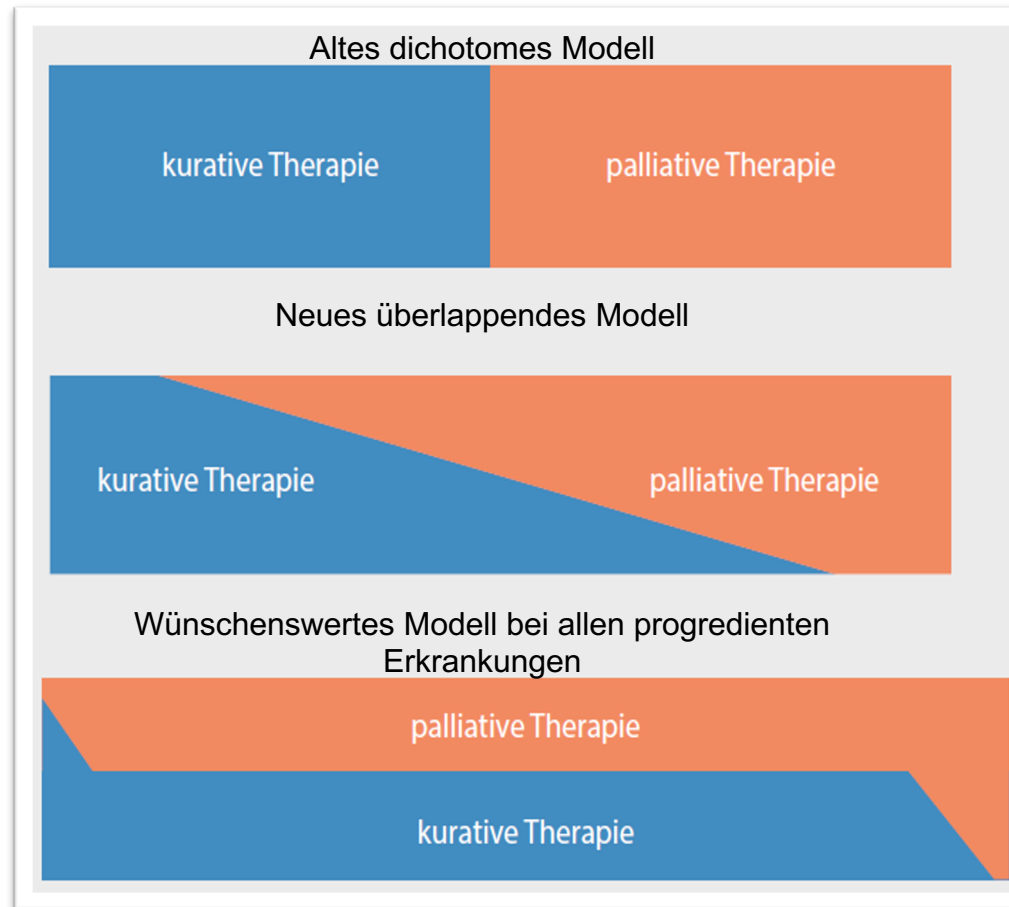 Altes dichotomes Modell
kurative Therapie
palliative Therapie
Neues überlappendes Modell
kurative Therapie
palliative Therapie
Wünschenswertes Modell bei allen progredienten
Erkrankungen
palliative Therapie
kurative Therapie